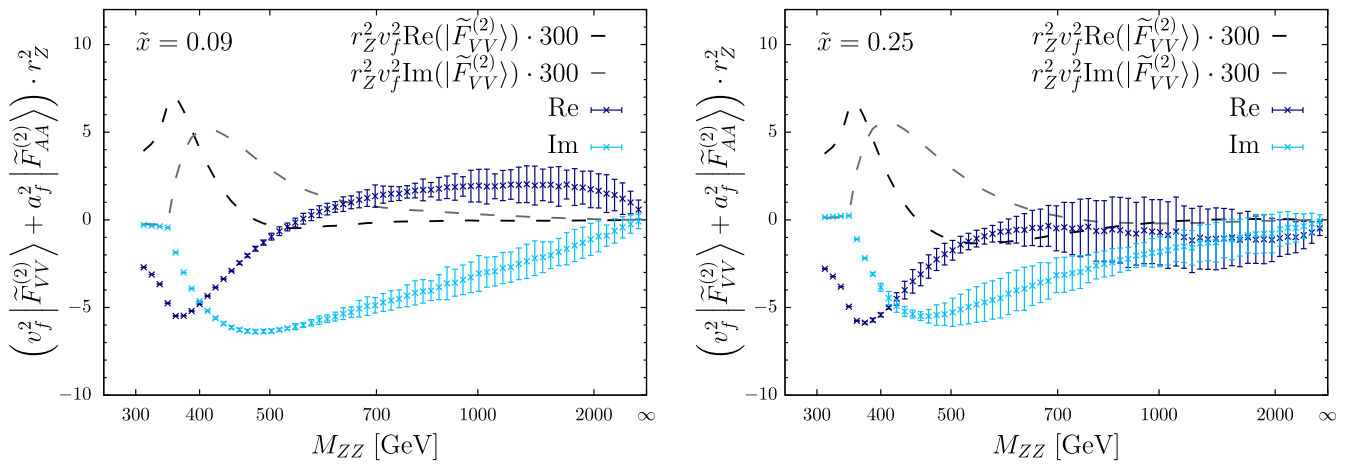 (v_f^2 |F̃_VV^(2)⟩ + a_f^2 |F̃_AA^(2)⟩) · r_Z^2
x̃ = 0.09
r_Z^2 v_f^2 Re(|F̃_VV^(2)⟩) · 300
r_Z^2 v_f^2 Im(|F̃_VV^(2)⟩) · 300
Re
Im
10
5
0
−5
−10
300 400 500 700 1000 2000 ∞
M_ZZ [GeV]
(v_f^2 |F̃_VV^(2)⟩ + a_f^2 |F̃_AA^(2)⟩) · r_Z^2
x̃ = 0.25
r_Z^2 v_f^2 Re(|F̃_VV^(2)⟩) · 300
r_Z^2 v_f^2 Im(|F̃_VV^(2)⟩) · 300
Re
Im
10
5
0
−5
−10
300 400 500 700 1000 2000 ∞
M_ZZ [GeV]